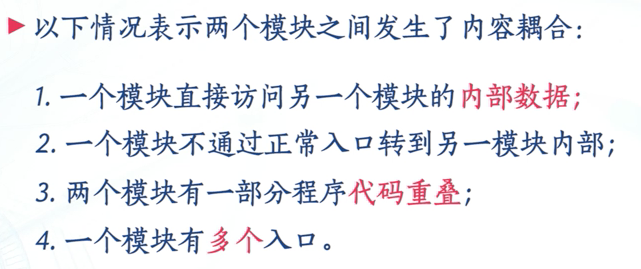 ▶以下情况表示两个模块之间发生了内容耦合：
1. 一个模块直接访问另一个模块的内部数据；
2. 一个模块不通过正常入口转到另一模块内部；
3. 两个模块有一部分程序代码重叠；
4. 一个模块有多个入口。